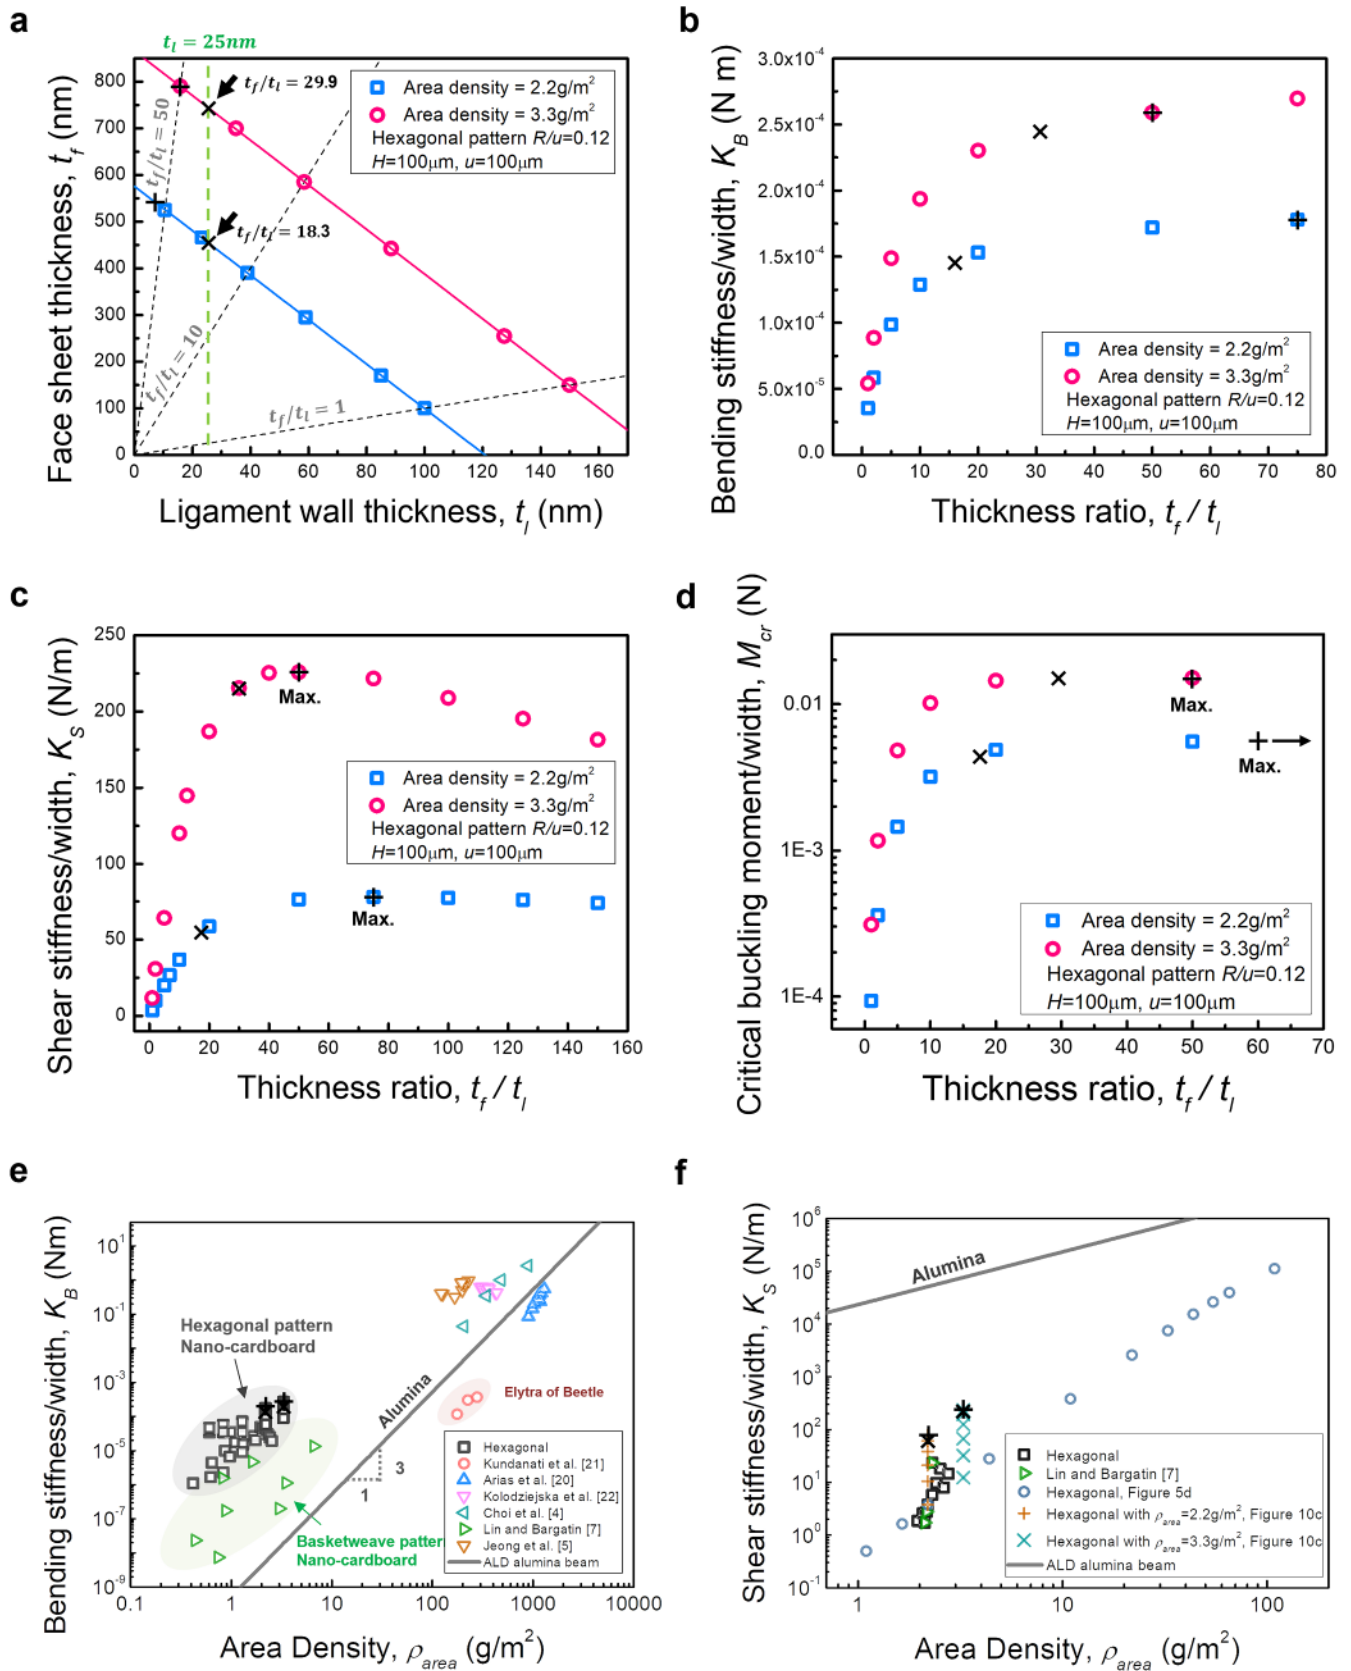 a
t_l = 25nm
Face sheet thickness, t_f (nm)
800
700
600
500
400
300
200
100
0
t_f/t_l = 29.9
t_f/t_l = 18.3
t_f/t_l = 50
t_f/t_l = 10
t_f/t_l = 1
Area density = 2.2g/m²
Area density = 3.3g/m²
Hexagonal pattern R/u=0.12
H=100μm, u=100μm
0 20 40 60 80 100 120 140 160
Ligament wall thickness, t_l (nm)
b
Bending stiffness/width, K_B (N m)
3.0x10⁻⁴
2.5x10⁻⁴
2.0x10⁻⁴
1.5x10⁻⁴
1.0x10⁻⁴
5.0x10⁻⁵
0.0
Area density = 2.2g/m²
Area density = 3.3g/m²
Hexagonal pattern R/u=0.12
H=100μm, u=100μm
0 10 20 30 40 50 60 70 80
Thickness ratio, t_f / t_l
c
Shear stiffness/width, K_S (N/m)
250
200
150
100
50
0
Max.
Max.
Area density = 2.2g/m²
Area density = 3.3g/m²
Hexagonal pattern R/u=0.12
H=100μm, u=100μm
0 20 40 60 80 100 120 140 160
Thickness ratio, t_f / t_l
d
Critical buckling moment/width, M_cr (N)
0.01
1E-3
1E-4
Max.
Max.
Area density = 2.2g/m²
Area density = 3.3g/m²
Hexagonal pattern R/u=0.12
H=100μm, u=100μm
0 10 20 30 40 50 60 70
Thickness ratio, t_f / t_l
e
Bending stiffness/width, K_B (Nm)
10¹
10⁻¹
10⁻³
10⁻⁵
10⁻⁷
10⁻⁹
Hexagonal pattern
Nano-cardboard
Alumina
3
1
Elytra of Beetle
Basketweave patter
Nano-cardboard
Hexagonal
Kundanati et al. [21]
Arias et al. [20]
Kolodziejska et al. [22]
Choi et al. [4]
Lin and Bargatin [7]
Jeong et al. [5]
ALD alumina beam
0.1 1 10 100 1000 10000
Area Density, ρ_area (g/m²)
f
Shear stiffness/width, K_S (N/m)
10⁶
10⁵
10⁴
10³
10²
10¹
10⁰
10⁻¹
Alumina
Hexagonal
Lin and Bargatin [7]
Hexagonal, Figure 5d
Hexagonal with ρ_area=2.2g/m², Figure 10c
Hexagonal with ρ_area=3.3g/m², Figure 10c
ALD alumina beam
1 10 100
Area Density, ρ_area (g/m²)